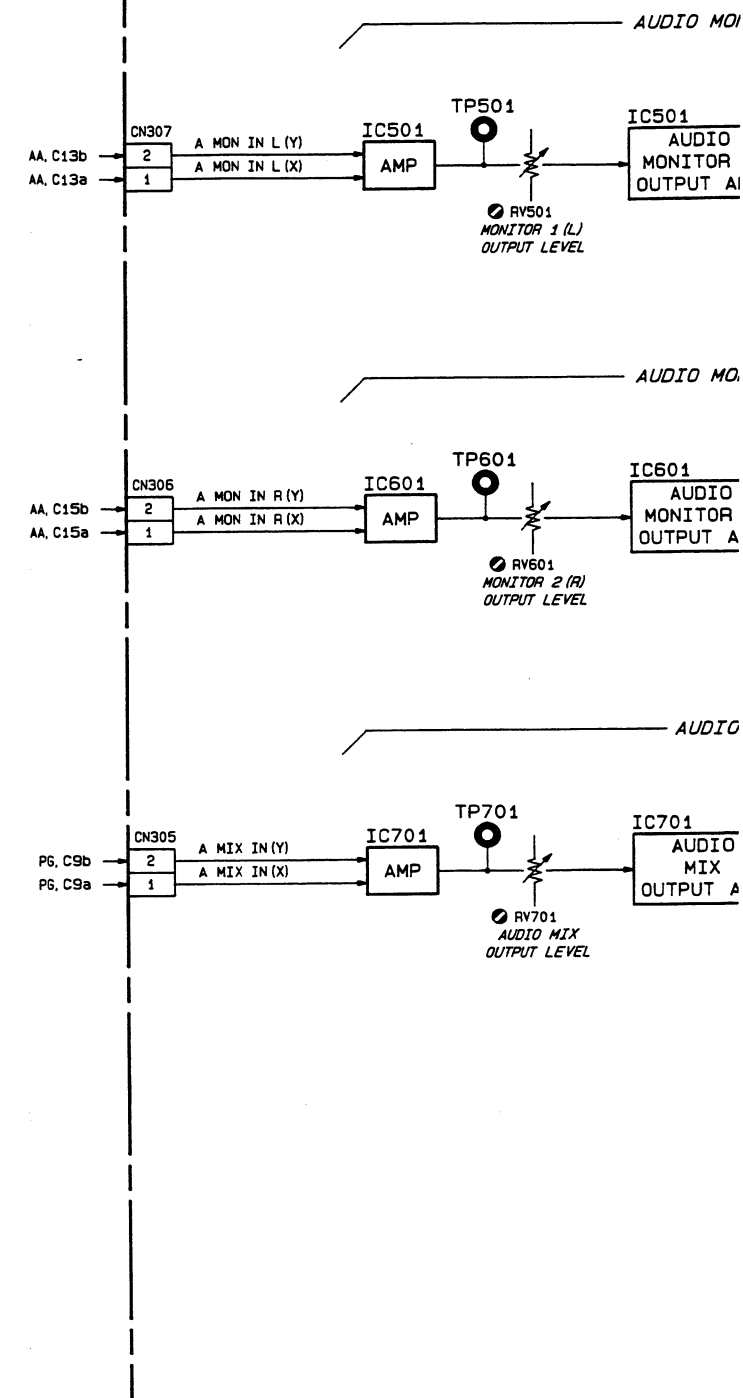 AUDIO
CN307
IC501
TP501
IC501
AA, C13b
2
A MON IN L(Y)
AA, C13a
1
A MON IN L(X)
AMP
AUDIO
MONITOR
OUTPUT
RV501
MONITOR 1(L)
OUTPUT LEVEL
AUDIO
CN306
IC601
TP601
IC601
AA, C15b
2
A MON IN R(Y)
AA, C15a
1
A MON IN R(X)
AMP
AUDIO
MONITOR
OUTPUT
RV601
MONITOR 2(R)
OUTPUT LEVEL
AUDIO
CN305
IC701
TP701
IC701
PG, C9b
2
A MIX IN(Y)
PG, C9a
1
A MIX IN(X)
AMP
AUDIO
MIX
OUTPUT
RV701
AUDIO MIX
OUTPUT LEVEL